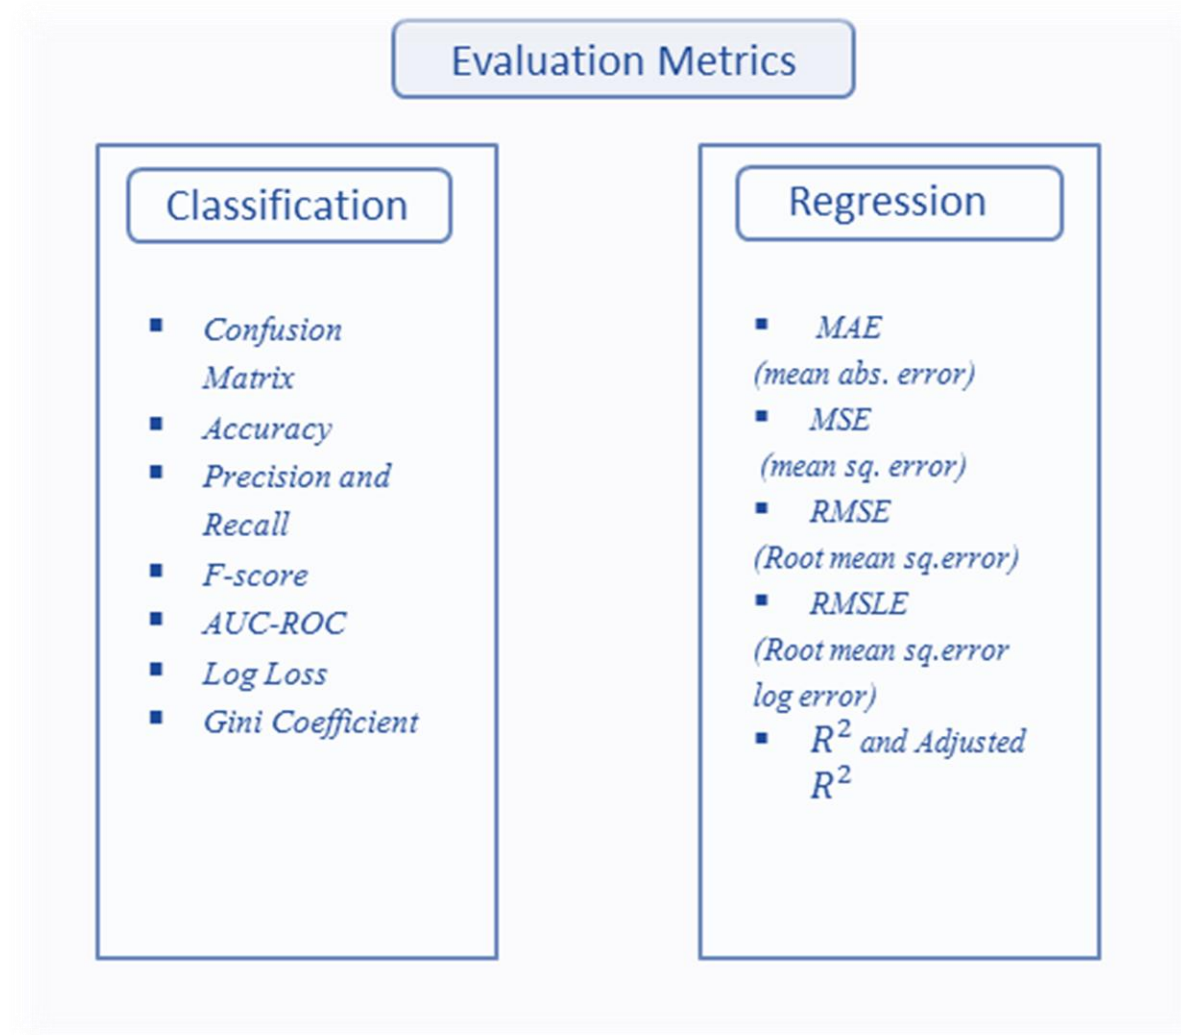 Evaluation Metrics
Classification
▪ Confusion
Matrix
▪ Accuracy
▪ Precision and
Recall
▪ F-score
▪ AUC-ROC
▪ Log Loss
▪ Gini Coefficient
Regression
▪ MAE
(mean abs. error)
▪ MSE
(mean sq. error)
▪ RMSE
(Root mean sq.error)
▪ RMSLE
(Root mean sq.error
log error)
▪ R² and Adjusted
R²